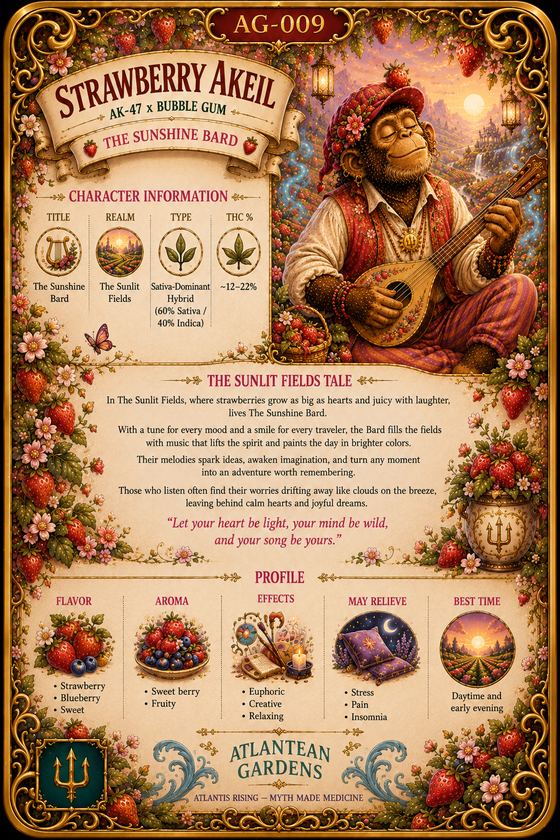 AG-009
STRAWBERRY AKEIL
AK-47 x BUBBLE GUM
THE SUNSHINE BARD
CHARACTER INFORMATION
TITLE
The Sunshine
Bard
REALM
The Sunlit
Fields
TYPE
Sativa-Dominant
Hybrid
(60% Sativa /
40% Indica)
THC %
~12–22%
THE SUNLIT FIELDS TALE
In The Sunlit Fields, where strawberries grow as big as hearts and juicy with laughter,
lives The Sunshine Bard.
With a tune for every mood and a smile for every traveler, the Bard fills the fields
with music that lifts the spirit and paints the day in brighter colors.
Their melodies spark ideas, awaken imagination, and turn any moment
into an adventure worth remembering.
Those who listen often find their worries drifting away like clouds on the breeze,
leaving behind calm hearts and joyful dreams.
“Let your heart be light, your mind be wild,
and your song be yours.”
PROFILE
FLAVOR
• Strawberry
• Blueberry
• Sweet
AROMA
• Sweet berry
• Fruity
EFFECTS
• Euphoric
• Creative
• Relaxing
MAY RELIEVE
• Stress
• Pain
• Insomnia
BEST TIME
Daytime and
early evening
ATLANTEAN
GARDENS
ATLANTIS RISING – MYTH MADE MEDICINE